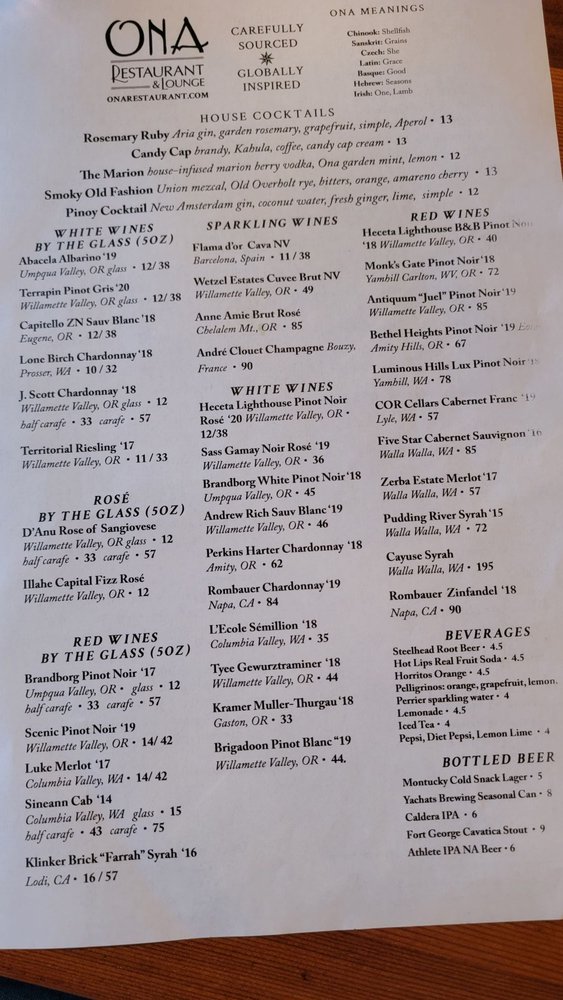 ONA
RESTAURANT
& LOUNGE
ONARESTAURANT.COM
CAREFULLY
SOURCED
GLOBALLY
INSPIRED
ONA MEANINGS
Chinook: Shellfish
Sanskrit: Grains
Czech: She
Latin: Grace
Basque: Good
Hebrew: Seasons
Irish: One, Lamb
HOUSE COCKTAILS
Rosemary Ruby Aria gin, garden rosemary, grapefruit, simple, Aperol • 13
Candy Cap brandy, Kahula, coffee, candy cap cream • 13
The Marion house-infused marion berry vodka, Ona garden mint, lemon • 12
Smoky Old Fashion Union mezcal, Old Overholt rye, bitters, orange, amareno cherry • 13
Pinoy Cocktail New Amsterdam gin, coconut water, fresh ginger, lime, simple • 12
WHITE WINES
BY THE GLASS (5OZ)
Abacela Albarino '19
Umpqua Valley, OR glass • 12/38
Terrapin Pinot Gris '20
Willamette Valley, OR glass • 12/38
Capitello ZN Sauv Blanc '18
Eugene, OR • 12/38
Lone Birch Chardonnay '18
Prosser, WA • 10 / 32
J. Scott Chardonnay '18
Willamette Valley, OR glass • 12
half carafe • 33 carafe • 57
Territorial Riesling '17
Willamette Valley, OR • 11 / 33
ROSÉ
BY THE GLASS (5OZ)
D'Anu Rose of Sangiovese
Willamette Valley, OR glass • 12
half carafe • 33 carafe • 57
Illahe Capital Fizz Rosé
Willamette Valley, OR • 12
RED WINES
BY THE GLASS (5OZ)
Brandborg Pinot Noir '17
Umpqua Valley, OR • glass • 12
half carafe • 33 carafe • 57
Scenic Pinot Noir '19
Willamette Valley, OR • 14/ 42
Luke Merlot '17
Columbia Valley, WA • 14/ 42
Sineann Cab '14
Columbia Valley, WA glass • 15
half carafe • 43 carafe • 75
Klinker Brick "Farrah" Syrah '16
Lodi, CA • 16 / 57
SPARKLING WINES
Flama d'or Cava NV
Barcelona, Spain • 11 / 38
Wetzel Estates Cuvee Brut NV
Willamette Valley, OR • 49
Anne Amie Brut Rosé
Chelalem Mt., OR • 85
André Clouet Champagne Bouzy,
France • 90
WHITE WINES
Heceta Lighthouse Pinot Noir
Rosé '20 Willamette Valley, OR •
12/38
Sass Gamay Noir Rosé '19
Willamette Valley, OR • 36
Brandborg White Pinot Noir '18
Umpqua Valley, OR • 45
Andrew Rich Sauv Blanc '19
Willamette Valley, OR • 46
Perkins Harter Chardonnay '18
Amity, OR • 62
Rombauer Chardonnay '19
Napa, CA • 84
L'Ecole Sémillion '18
Columbia Valley, WA • 35
Tyee Gewurztraminer '18
Willamette Valley, OR • 44
Kramer Muller-Thurgau '18
Gaston, OR • 33
Brigadoon Pinot Blanc "19
Willamette Valley, OR • 44.
RED WINES
Heceta Lighthouse B&B Pinot Noir
'18 Willamette Valley, OR • 40
Monk's Gate Pinot Noir '18
Yamhill Carlton, WV, OR • 72
Antiquum "Juel" Pinot Noir '19
Willamette Valley, OR • 85
Bethel Heights Pinot Noir '19
Amity Hills, OR • 67
Luminous Hills Lux Pinot Noir
Yamhill, WA • 78
COR Cellars Cabernet Franc '19
Lyle, WA • 57
Five Star Cabernet Sauvignon '16
Walla Walla, WA • 85
Zerba Estate Merlot '17
Walla Walla, WA • 57
Pudding River Syrah '15
Walla Walla, WA • 72
Cayuse Syrah
Walla Walla, WA • 195
Rombauer Zinfandel '18
Napa, CA • 90
BEVERAGES
Steelhead Root Beer • 4.5
Hot Lips Real Fruit Soda • 4.5
Horritos Orange • 4.5
Pelligrinos: orange, grapefruit, lemon.
Perrier sparkling water • 4
Lemonade • 4.5
Iced Tea • 4
Pepsi, Diet Pepsi, Lemon Lime • 4
BOTTLED BEER
Montucky Cold Snack Lager • 5
Yachats Brewing Seasonal Can • 8
Caldera IPA • 6
Fort George Cavatica Stout • 9
Athlete IPA NA Beer • 6